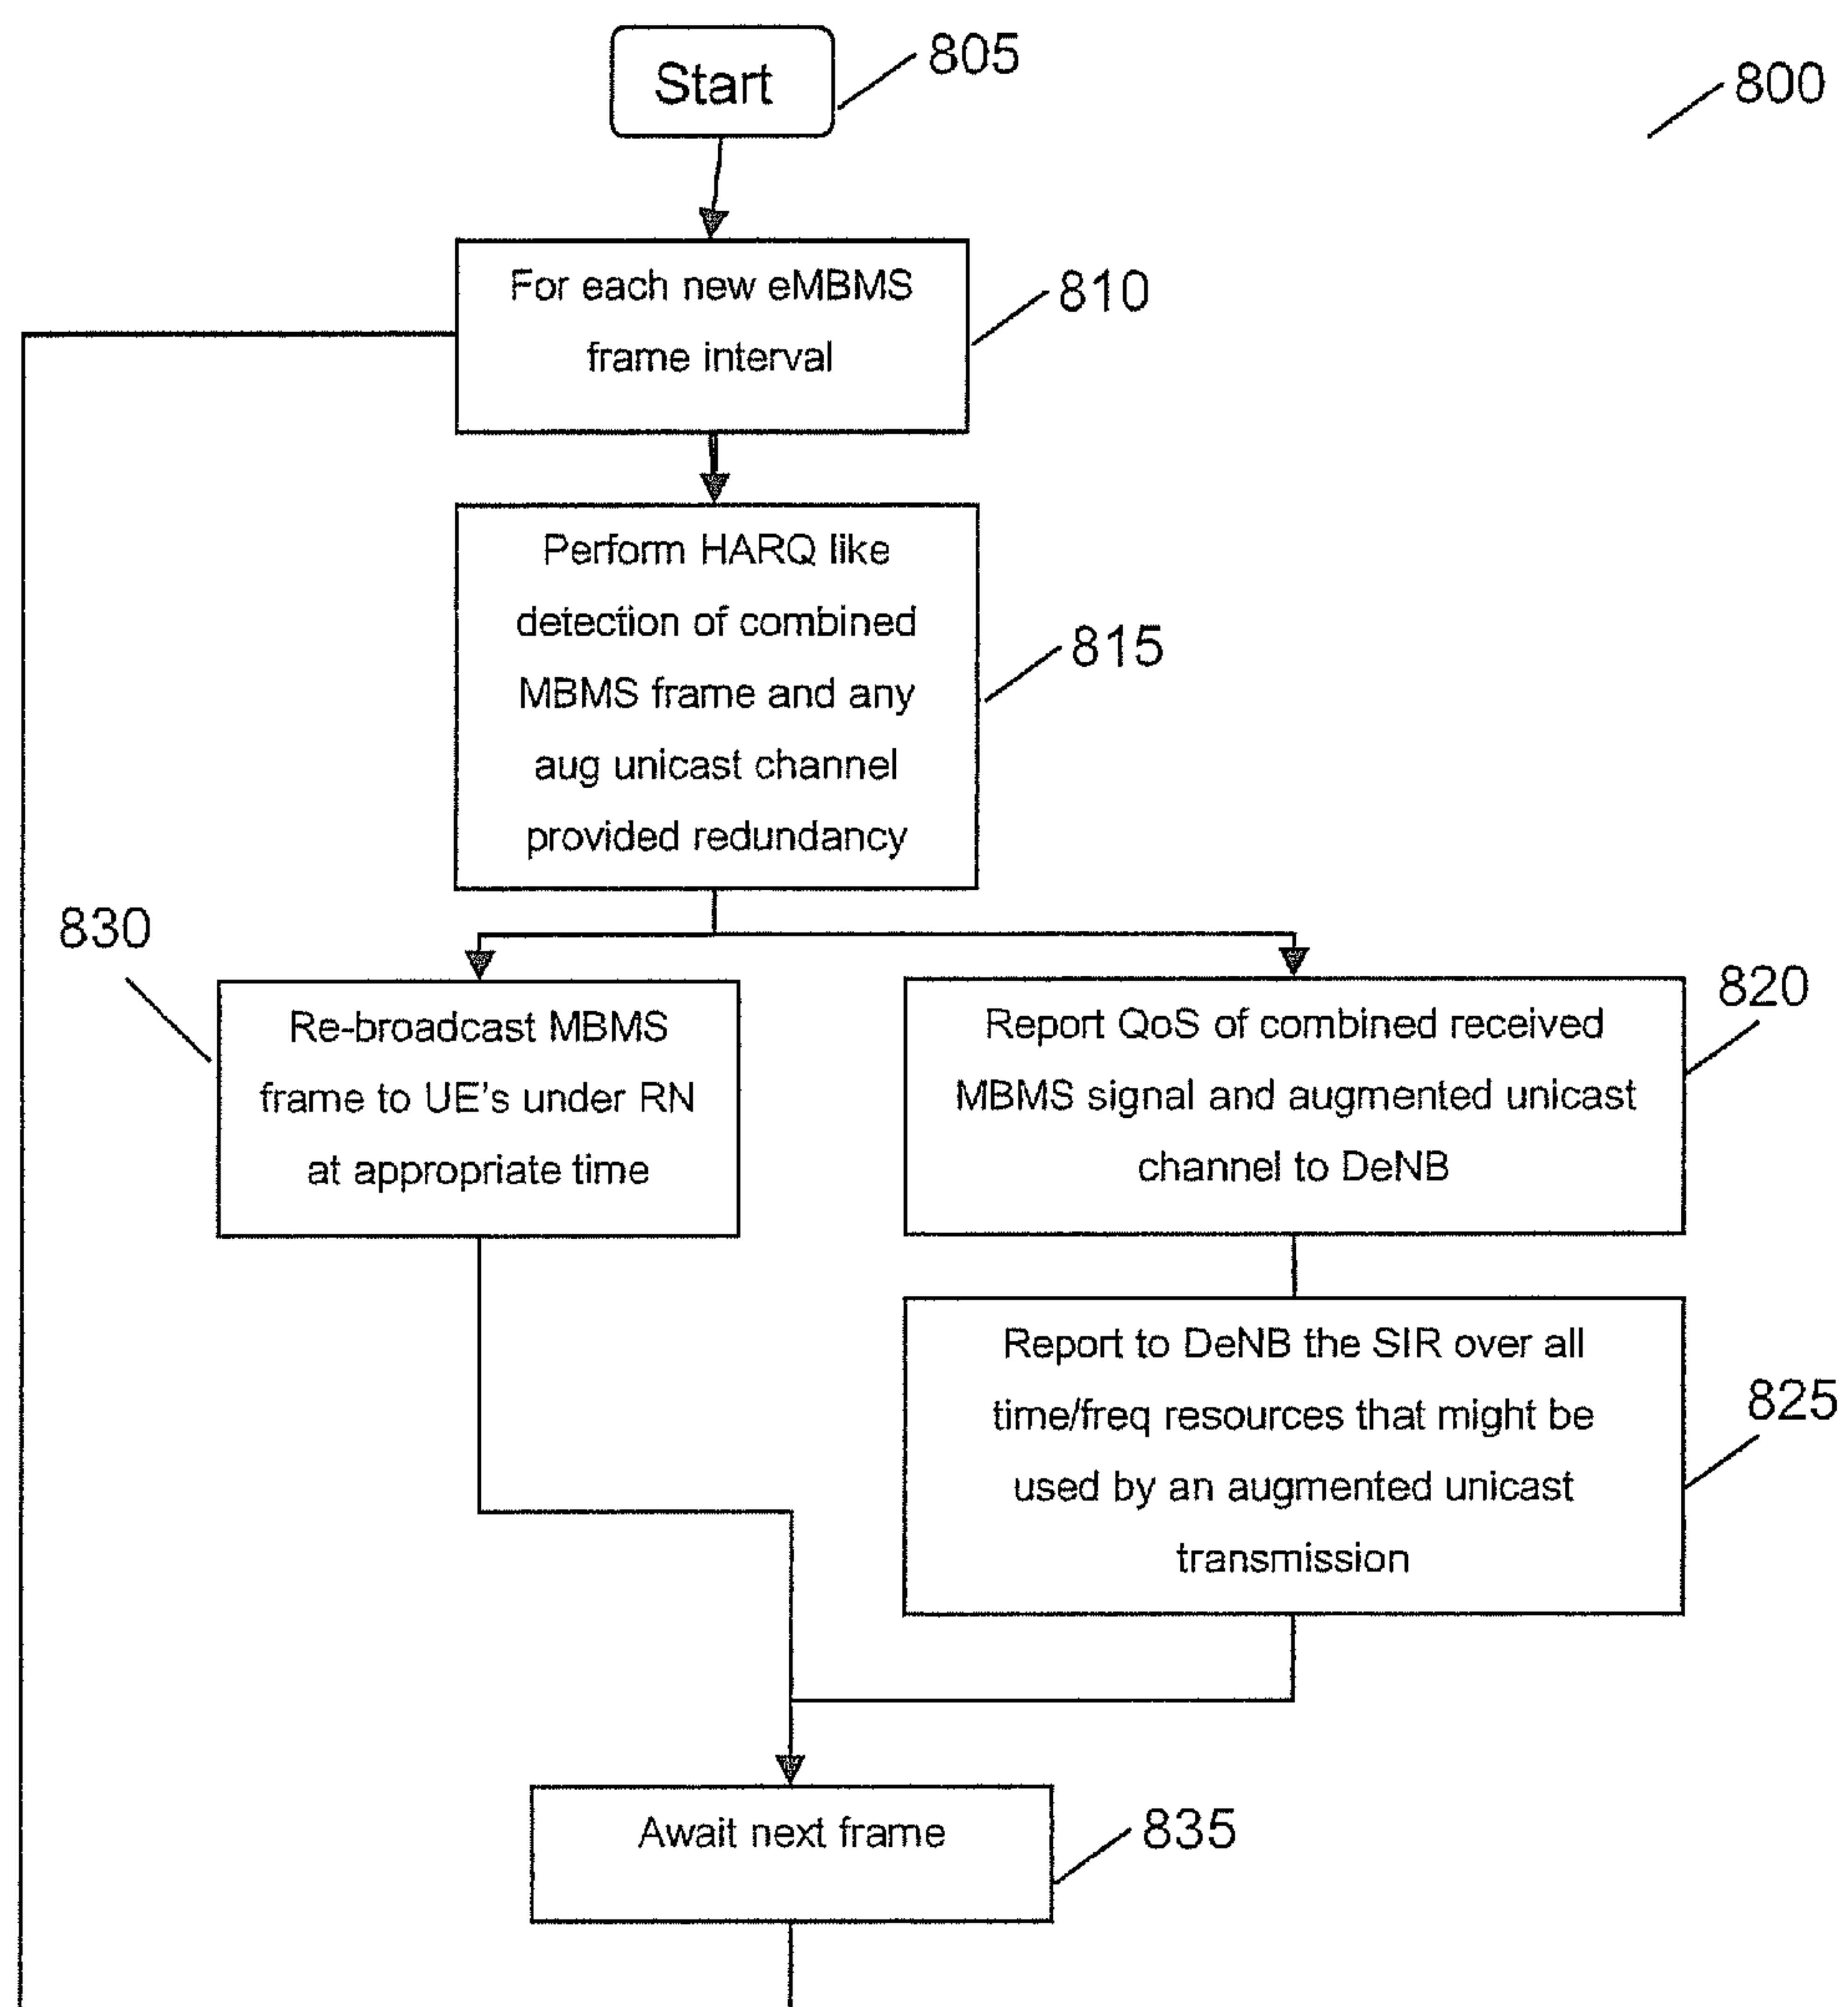 Start
805
800
For each new eMBMS
frame interval
810
Perform HARQ like
detection of combined
MBMS frame and any
aug unicast channel
provided redundancy
815
830
Re-broadcast MBMS
frame to UE's under RN
at appropriate time
Report QoS of combined received
MBMS signal and augmented unicast
channel to DeNB
820
Report to DeNB the SIR over all
time/freq resources that might be
used by an augmented unicast
transmission
825
Await next frame
835